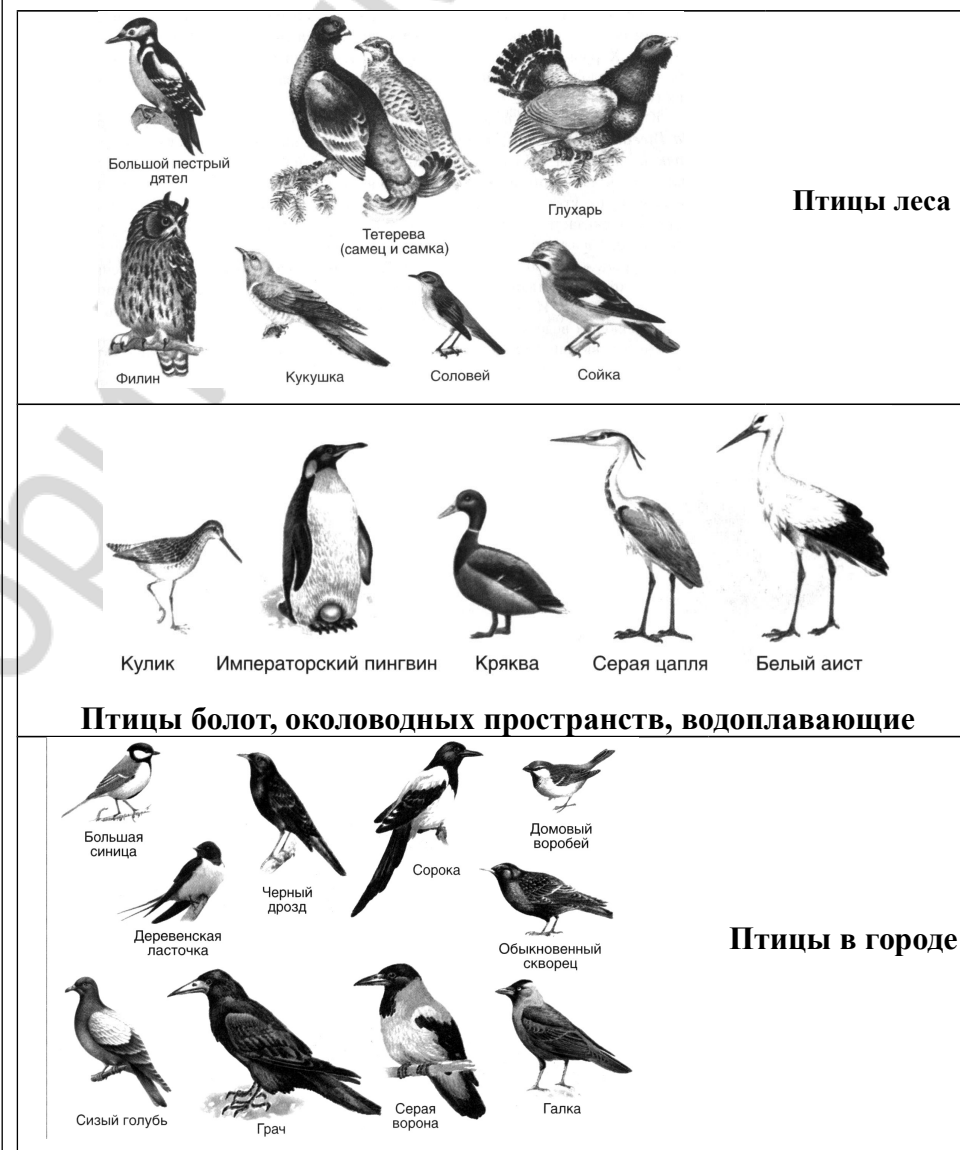 Большой пестрый
дятел
Тетерева
(самец и самка)
Глухарь
Птицы леса
Филин
Кукушка
Соловей
Сойка
Кулик
Императорский пингвин
Кряква
Серая цапля
Белый аист
Птицы болот, околоводных пространств, водоплавающие
Большая
синица
Черный
дрозд
Сорока
Домовый
воробей
Деревенская
ласточка
Обыкновенный
скворец
Птицы в городе
Сизый голубь
Грач
Серая
ворона
Галка